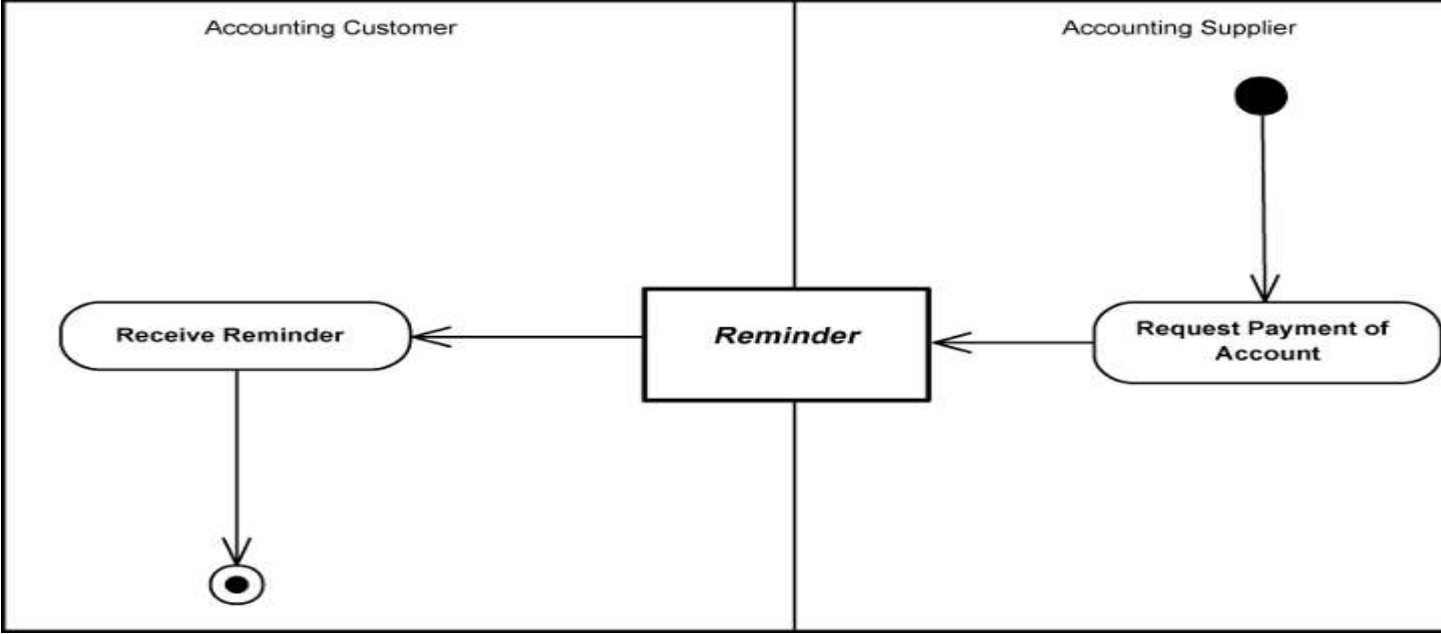 Accounting Customer
Accounting Supplier
Receive Reminder
Reminder
Request Payment of
Account